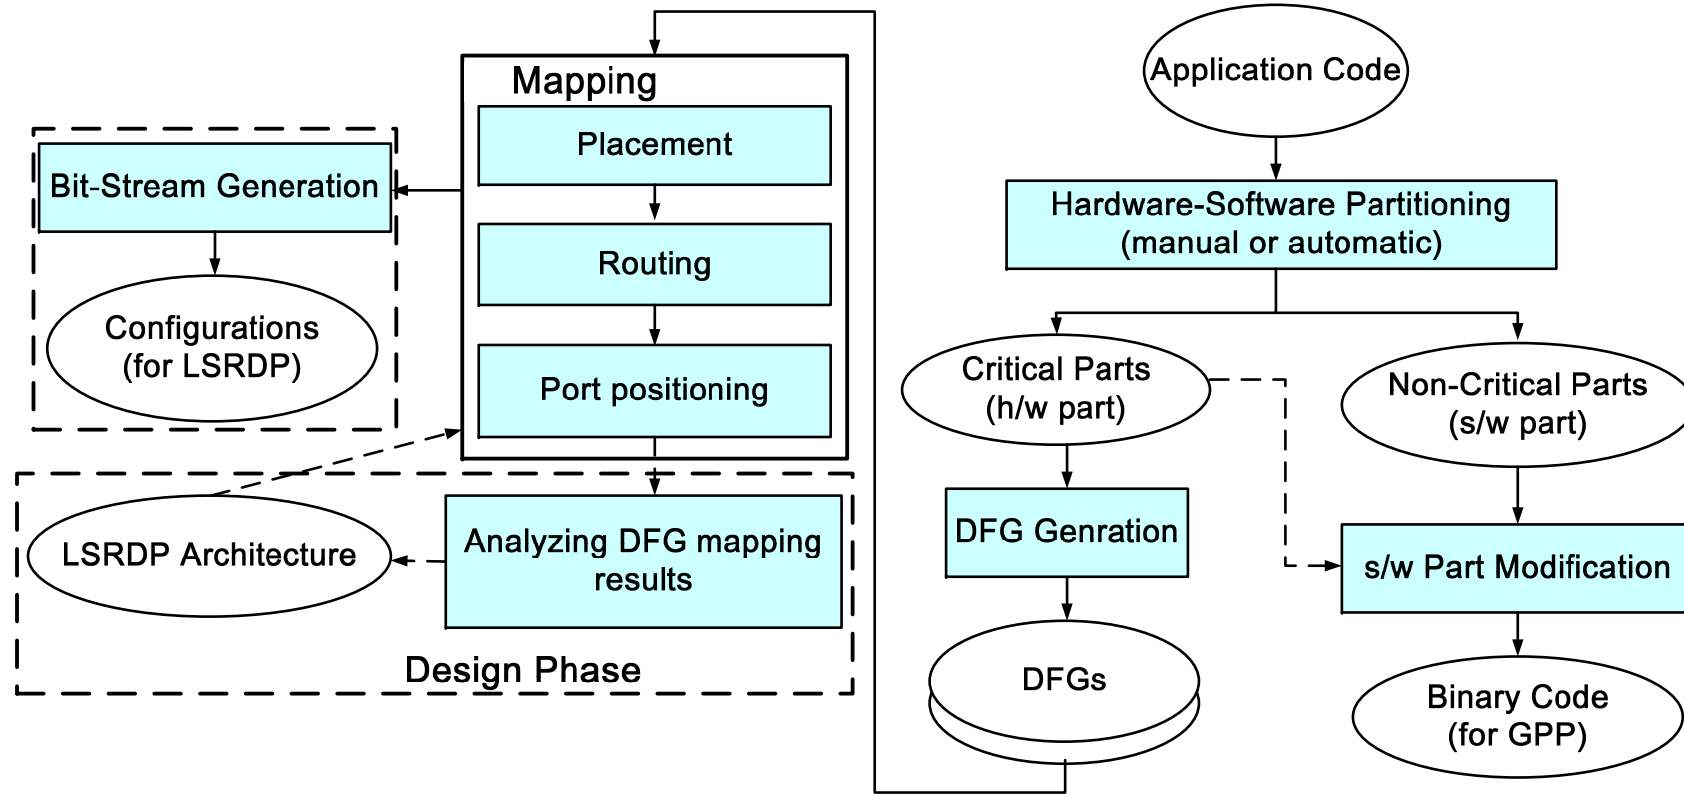 Mapping
Placement
Routing
Port positioning
Bit-Stream Generation
Configurations
(for LSRDP)
LSRDP Architecture
Analyzing DFG mapping
results
Design Phase
Application Code
Hardware-Software Partitioning
(manual or automatic)
Critical Parts
(h/w part)
Non-Critical Parts
(s/w part)
DFG Genration
s/w Part Modification
DFGs
Binary Code
(for GPP)